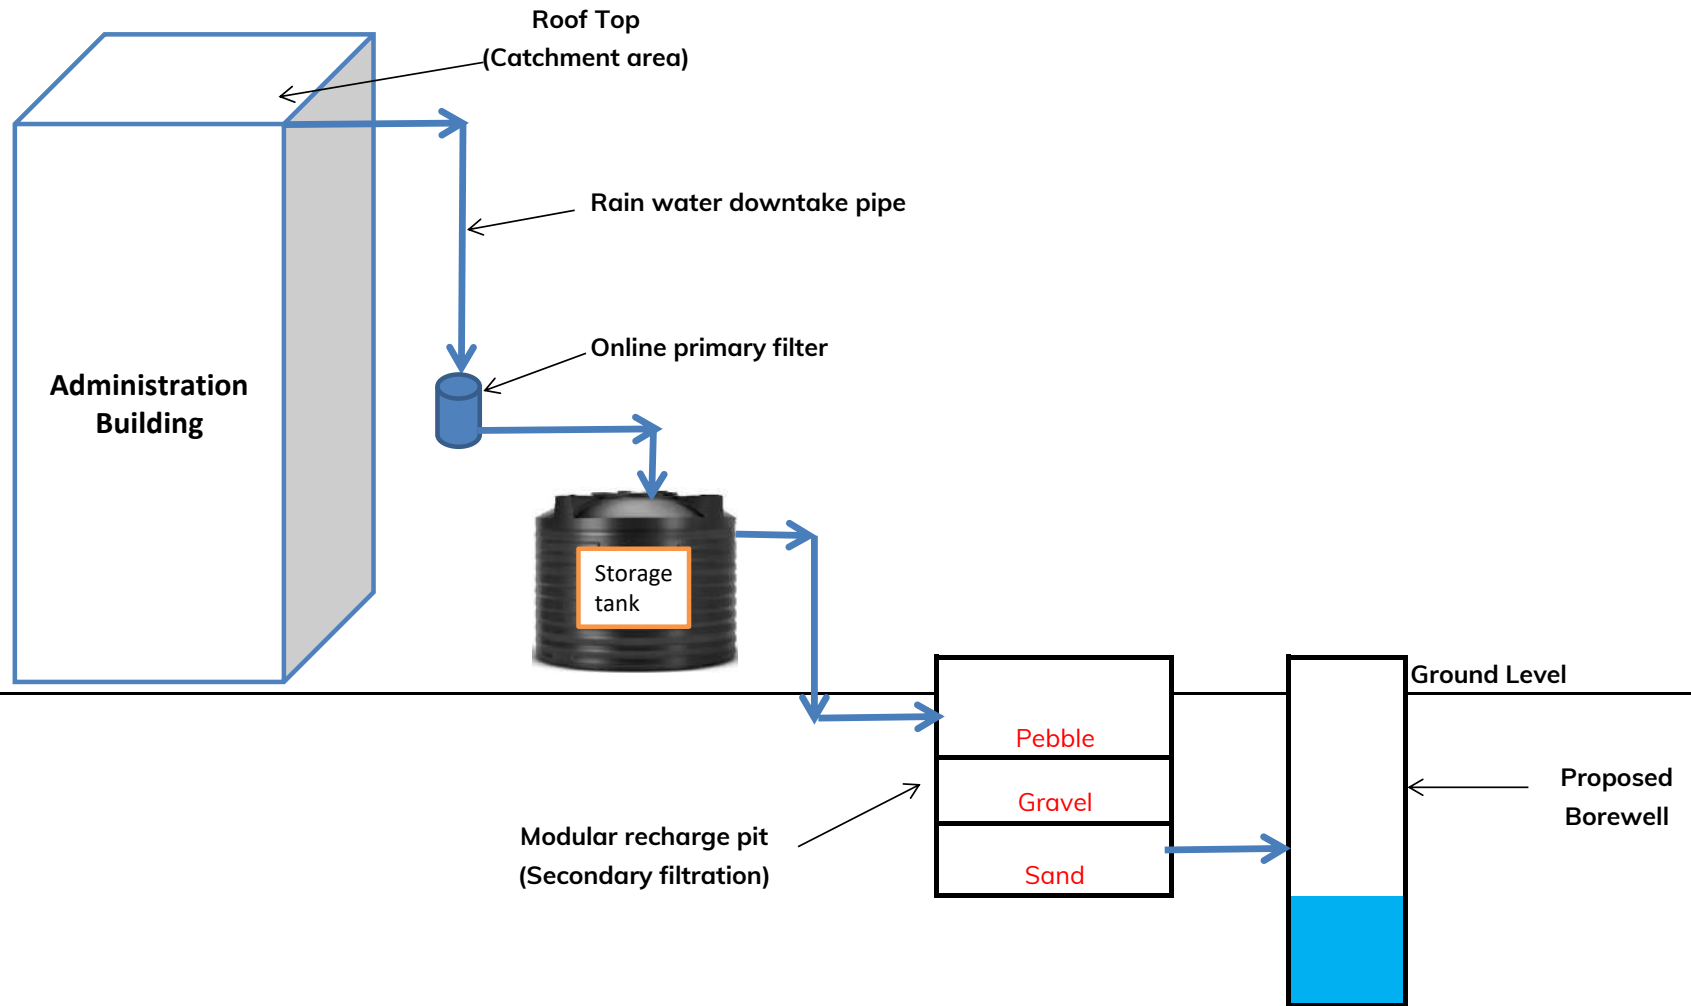 Roof Top
(Catchment area)
Rain water downtake pipe
Online primary filter
Administration
Building
Storage
tank
Ground Level
Pebble
Gravel
Sand
Proposed
Borewell
Modular recharge pit
(Secondary filtration)